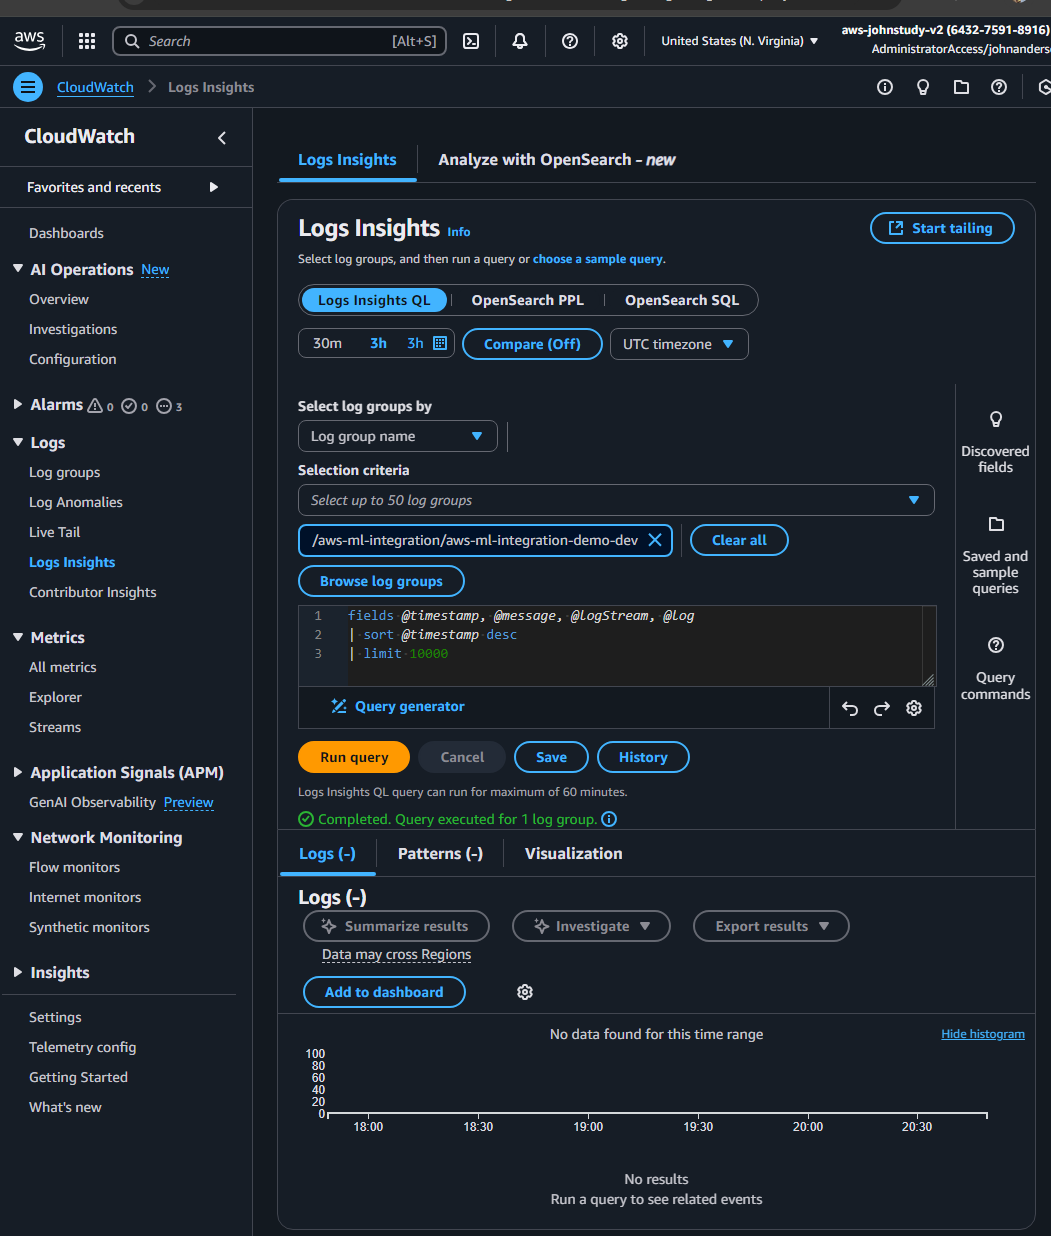 aws
Search [Alt+S]
United States (N. Virginia)
aws-johnstudy-v2 (6432-7591-8916)
AdministratorAccess/johnanders
CloudWatch
Logs Insights
CloudWatch
Favorites and recents
Dashboards
AI Operations New
Overview
Investigations
Configuration
Alarms 0 0 3
Logs
Log groups
Log Anomalies
Live Tail
Logs Insights
Contributor Insights
Metrics
All metrics
Explorer
Streams
Application Signals (APM)
GenAI Observability Preview
Network Monitoring
Flow monitors
Internet monitors
Synthetic monitors
Insights
Settings
Telemetry config
Getting Started
What's new
Logs Insights
Analyze with OpenSearch - new
Logs Insights Info
Start tailing
Select log groups, and then run a query or choose a sample query.
Logs Insights QL
OpenSearch PPL
OpenSearch SQL
30m 3h 3h
Compare (Off)
UTC timezone
Select log groups by
Log group name
Selection criteria
Select up to 50 log groups
/aws-ml-integration/aws-ml-integration-demo-dev
Clear all
Browse log groups
1 fields @timestamp, @message, @logStream, @log
2 | sort @timestamp desc
3 | limit 10000
Query generator
Discovered
fields
Saved and
sample
queries
Query
commands
Run query
Cancel
Save
History
Logs Insights QL query can run for maximum of 60 minutes.
Completed. Query executed for 1 log group.
Logs (-)
Patterns (-)
Visualization
Logs (-)
Summarize results
Investigate
Export results
Data may cross Regions
Add to dashboard
No data found for this time range
Hide histogram
100
80
60
40
20
0
18:00 18:30 19:00 19:30 20:00 20:30
No results
Run a query to see related events